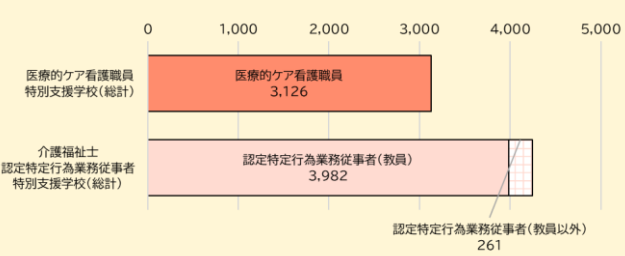 0 1,000 2,000 3,000 4,000 5,000
医療的ケア看護職員
特別支援学校(総計)
医療的ケア看護職員
3,126
介護福祉士
認定特定行為業務従事者
特別支援学校(総計)
認定特定行為業務従事者(教員)
3,982
認定特定行為業務従事者(教員以外)
261